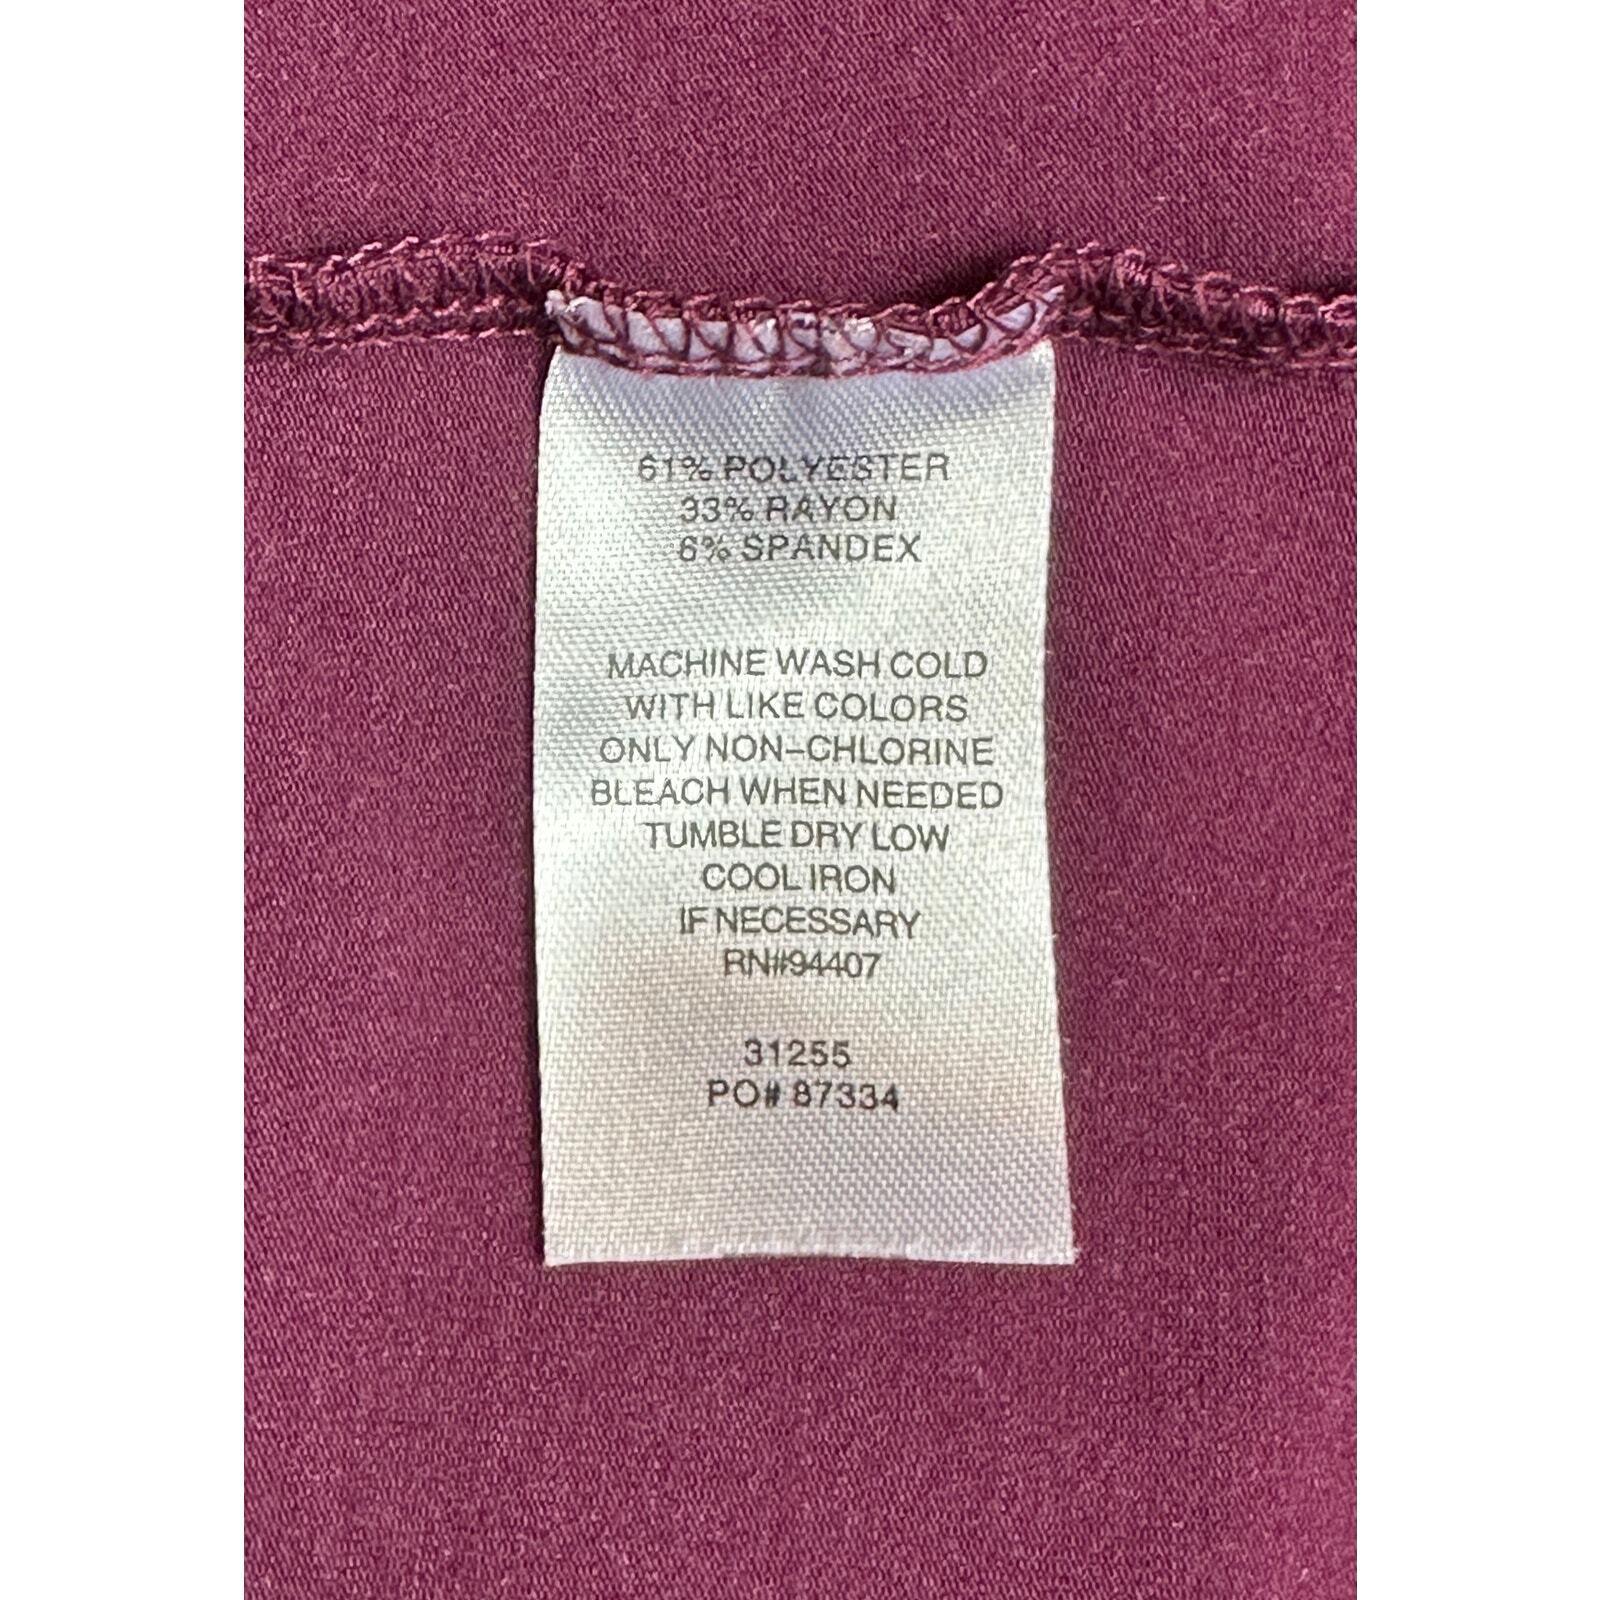 61% POLYESTER
33% RAYON
6% SPANDEX
MACHINE WASH COLD
WITH LIKE COLORS
ONLY NON-CHLORINE
BLEACH WHEN NEEDED
TUMBLE DRY LOW
COOL IRON
IF NECESSARY
RN#94407
31255
PO# 87334